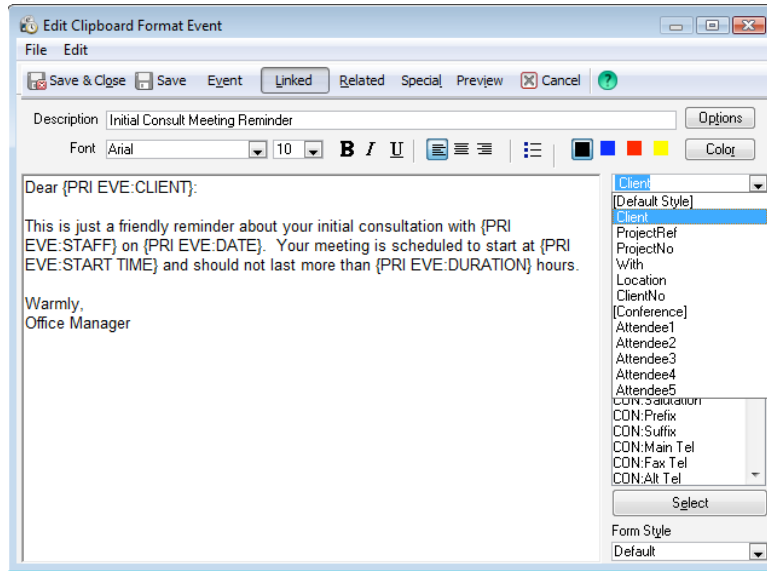 Edit Clipboard Format Event
File Edit
Save & Close Save Event Linked Related Special Preview Cancel ?
Description Initial Consult Meeting Reminder Options
Font Arial 10 B I U Color
Dear {PRI EVE:CLIENT}:
This is just a friendly reminder about your initial consultation with {PRI
EVE:STAFF} on {PRI EVE:DATE}. Your meeting is scheduled to start at {PRI
EVE:START TIME} and should not last more than {PRI EVE:DURATION} hours.
Warmly,
Office Manager
Client
[Default Style]
Client
ProjectRef
ProjectNo
With
Location
ClientNo
[Conference]
Attendee1
Attendee2
Attendee3
Attendee4
Attendee5
CON:Salutation
CON:Prefix
CON:Suffix
CON:Main Tel
CON:Fax Tel
CON:Alt Tel
Select
Form Style
Default